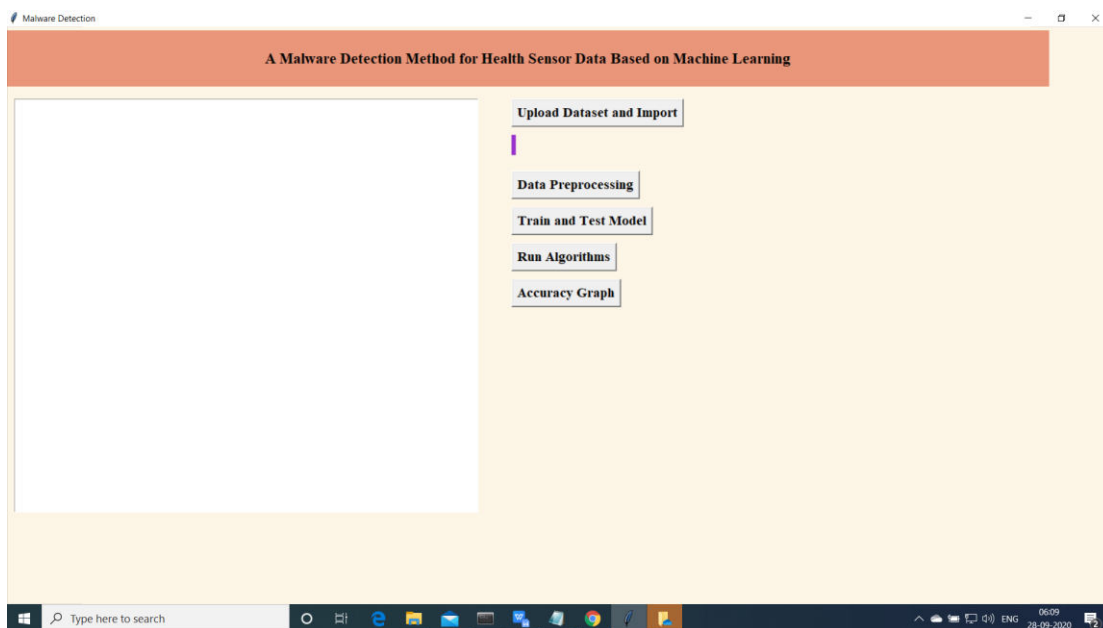 Malware Detection
A Malware Detection Method for Health Sensor Data Based on Machine Learning
Upload Dataset and Import
Data Preprocessing
Train and Test Model
Run Algorithms
Accuracy Graph
Type here to search
ENG
06:09
28-09-2020
2